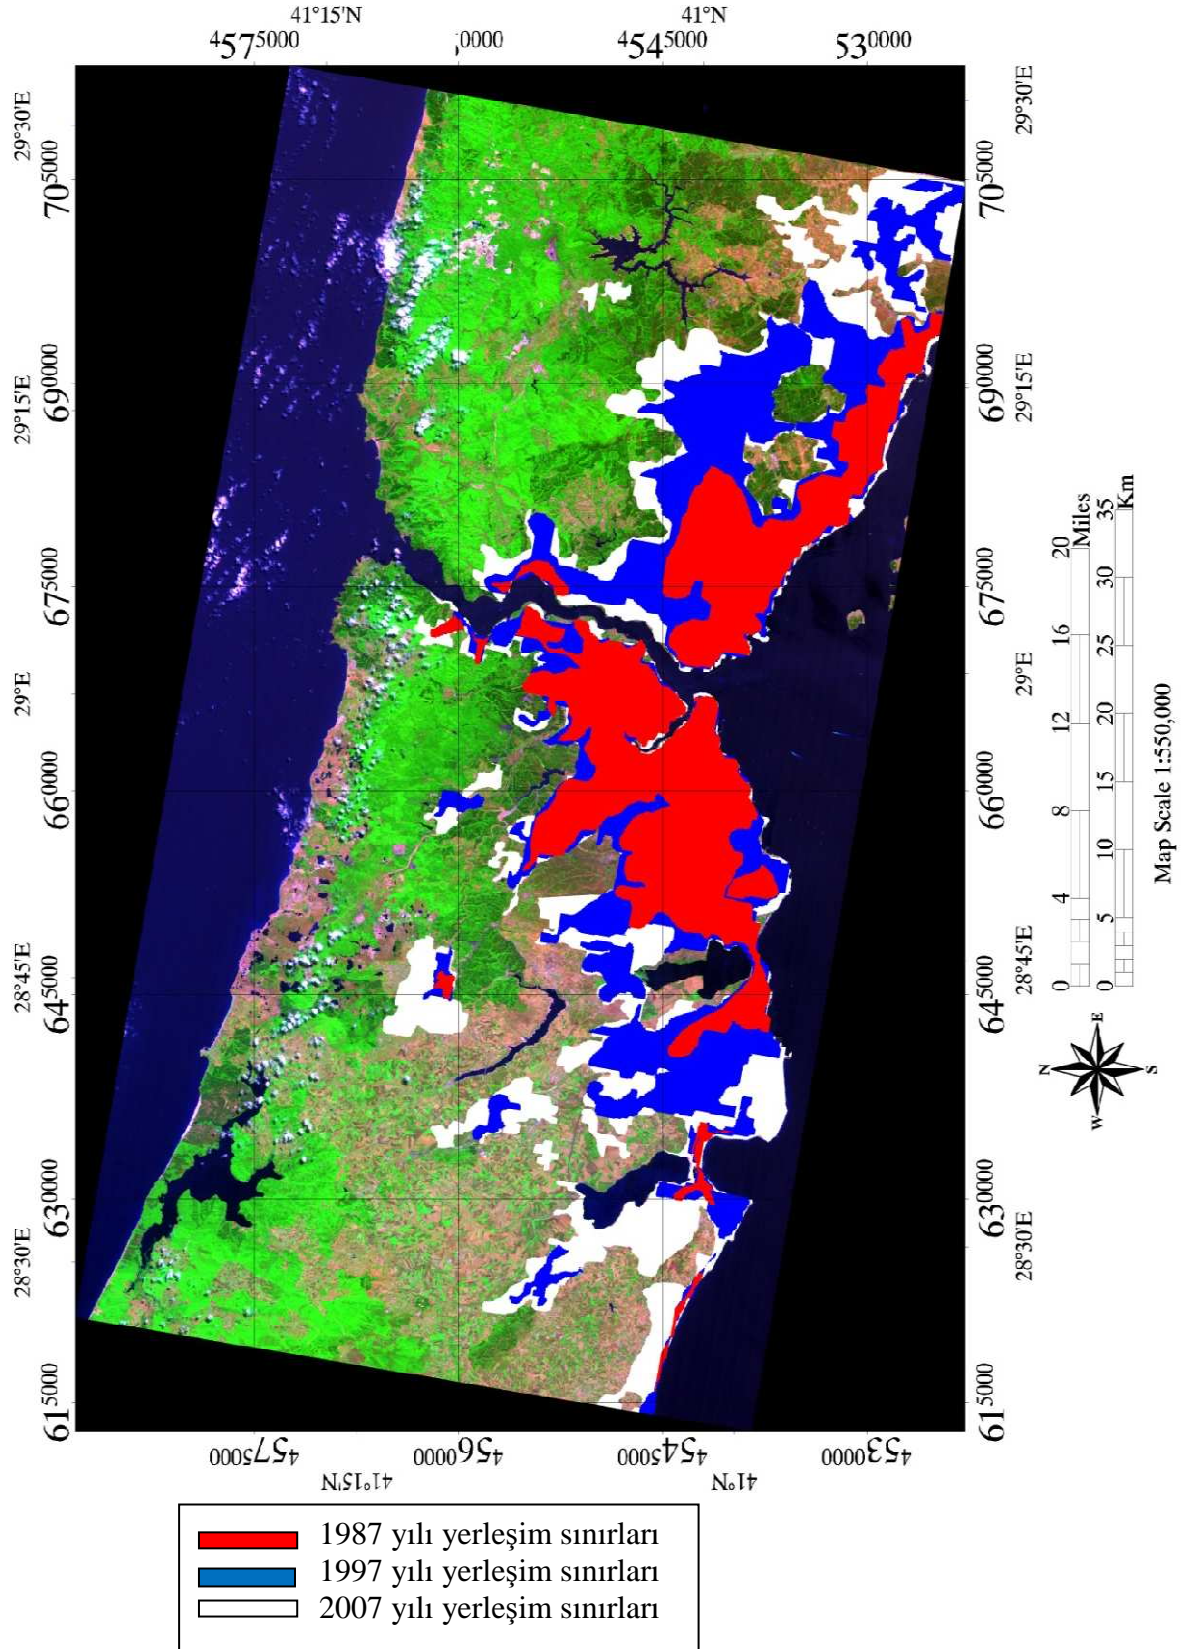 41°15'N 41°N
4575000 0000 4545000 530000
29°30'E 29°30'E
705000 705000
690000 690000
29°15'E 29°15'E
675000 675000
29°E 29°E
660000 660000
28°45'E 28°45'E
645000 645000
630000 630000
28°30'E 28°30'E
615000 615000
4575000 4560000 4545000 4530000
41°15'N 41°N
0 4 8 12 16 20 Miles
0 5 10 15 20 25 30 35 Km
Map Scale 1:550,000
N
E
W
S
1987 yılı yerleşim sınırları
1997 yılı yerleşim sınırları
2007 yılı yerleşim sınırları